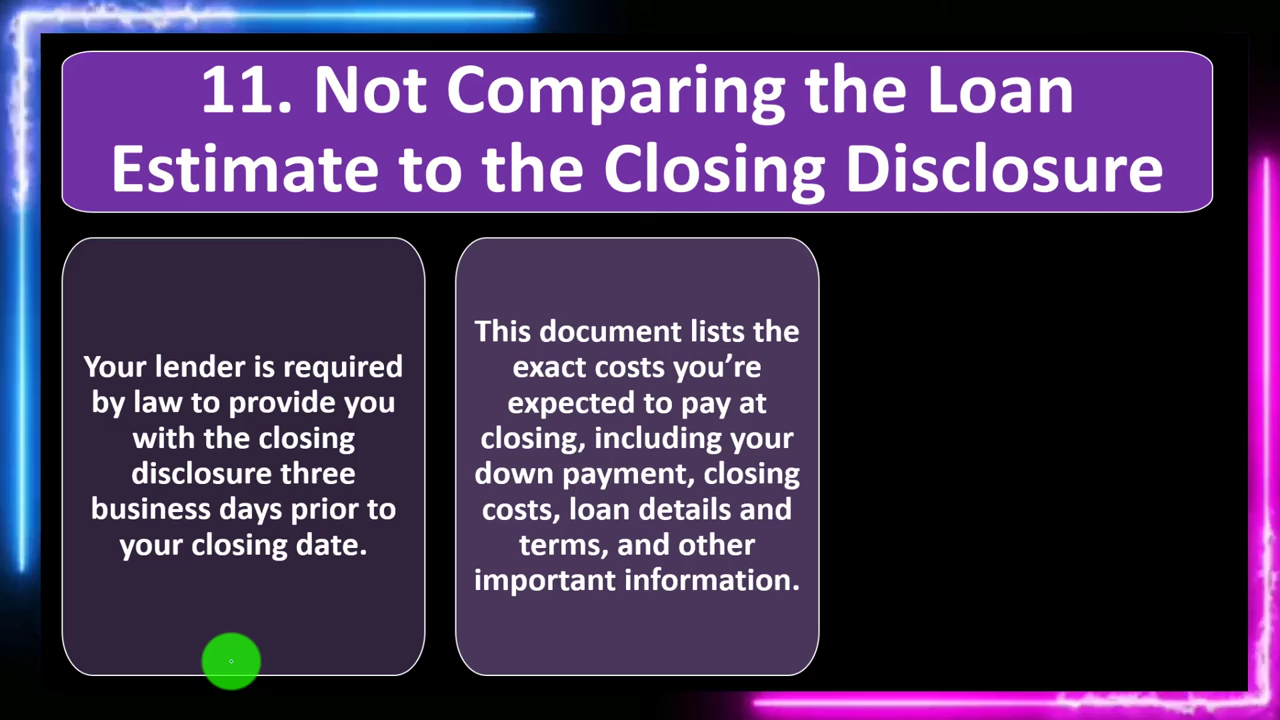 11. Not Comparing the Loan
Estimate to the Closing Disclosure
Your lender is required
by law to provide you
with the closing
disclosure three
business days prior to
your closing date.
This document lists the
exact costs you’re
expected to pay at
closing, including your
down payment, closing
costs, loan details and
terms, and other
important information.